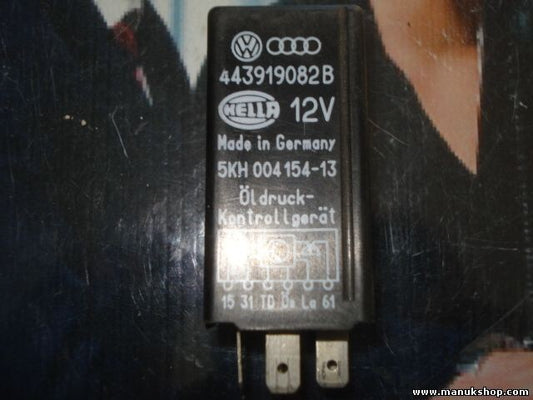 443919082B
HELLA 12V
Made in Germany
5KH 004 154-13
Öldruck-
Kontrollgerät
15 31 TD La 61
www.manukshop.com